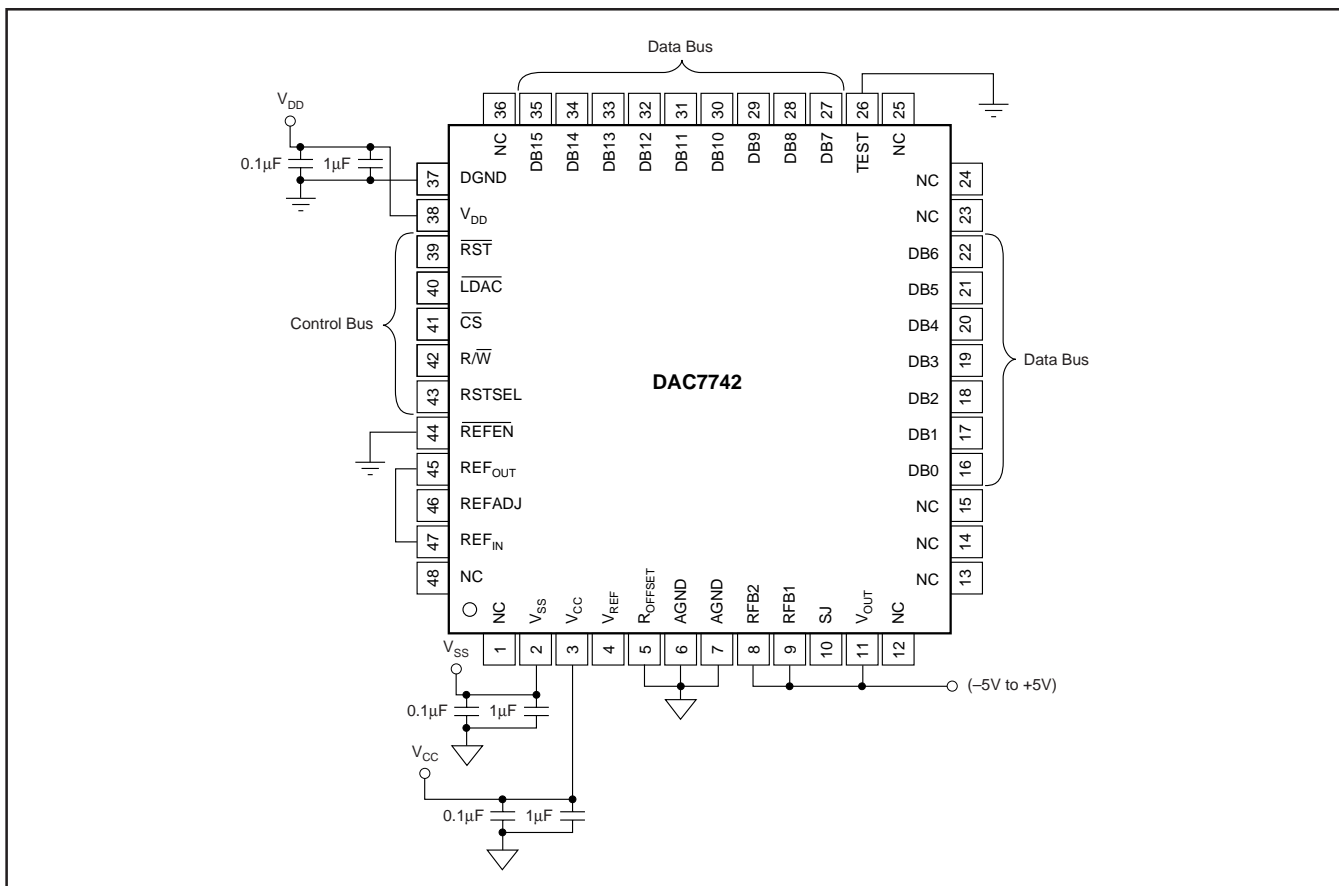 Data Bus
V_DD
0.1µF 1µF
36 35 34 33 32 31 30 29 28 27 26 25
NC DB15 DB14 DB13 DB12 DB11 DB10 DB9 DB8 DB7 TEST NC
37 DGND
38 V_DD
39 R̅S̅T̅
40 L̅D̅A̅C̅
41 C̅S̅
42 R/W̅
43 RSTSEL
44 R̅E̅F̅E̅N̅
45 REF_OUT
46 REFADJ
47 REF_IN
48 NC
Control Bus
DAC7742
NC 24
NC 23
DB6 22
DB5 21
DB4 20
DB3 19
DB2 18
DB1 17
DB0 16
NC 15
NC 14
NC 13
Data Bus
NC V_SS V_CC V_REF R_OFFSET AGND AGND RFB2 RFB1 SJ V_OUT NC
1 2 3 4 5 6 7 8 9 10 11 12
V_SS
0.1µF 1µF
(–5V to +5V)
V_CC
0.1µF 1µF